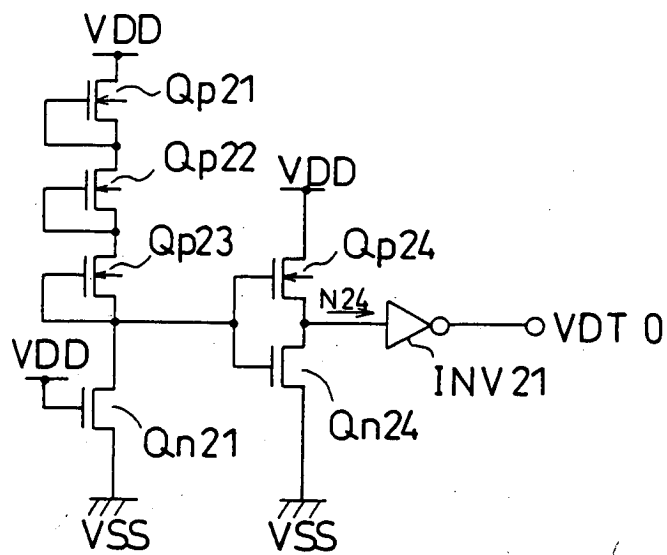 VDD
Qp21
Qp22
VDD
Qp23
Qp24
N24
VDT 0
VDD
INV21
Qn21
Qn24
VSS
VSS